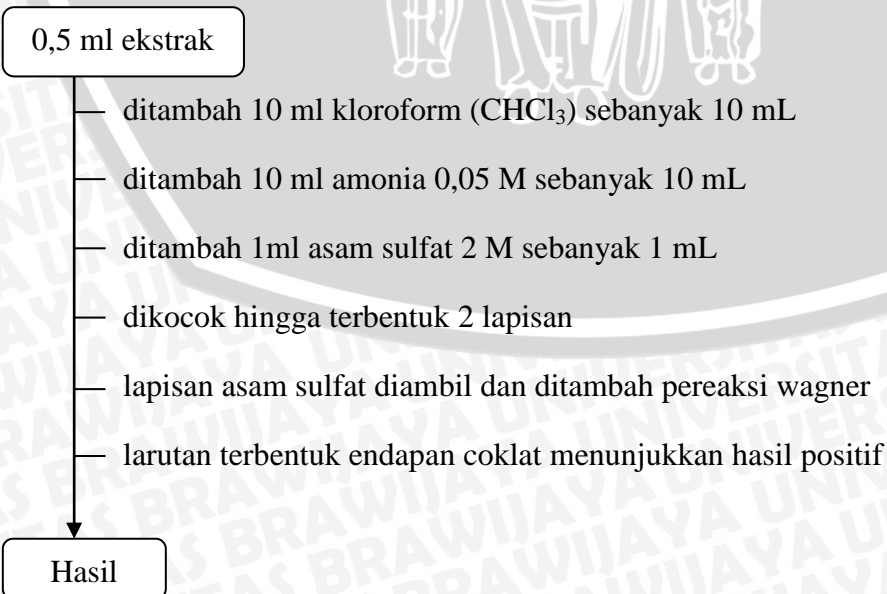 0,5 ml ekstrak
ditambah 10 ml kloroform (CHCl₃) sebanyak 10 mL
ditambah 10 ml amonia 0,05 M sebanyak 10 mL
ditambah 1ml asam sulfat 2 M sebanyak 1 mL
dikocok hingga terbentuk 2 lapisan
lapisan asam sulfat diambil dan ditambah pereaksi wagner
larutan terbentuk endapan coklat menunjukkan hasil positif
Hasil